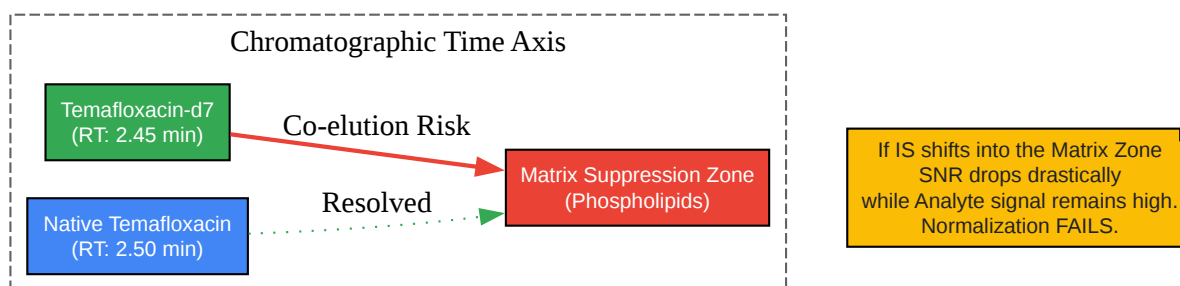 Chromatographic Time Axis
Temafloxacin-d7
(RT: 2.45 min)
Co-elution Risk
Matrix Suppression Zone
(Phospholipids)
Resolved
Native Temafloxacin
(RT: 2.50 min)
If IS shifts into the Matrix Zone
SNR drops drastically
while Analyte signal remains high.
Normalization FAILS.